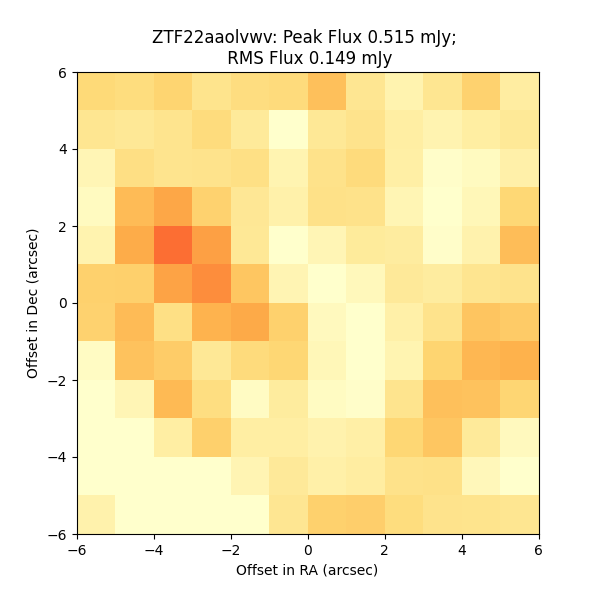 ZTF22aaolvwv: Peak Flux 0.515 mJy;
RMS Flux 0.149 mJy
6
4
2
0
−2
−4
−6
Offset in Dec (arcsec)
−6 −4 −2 0 2 4 6
Offset in RA (arcsec)